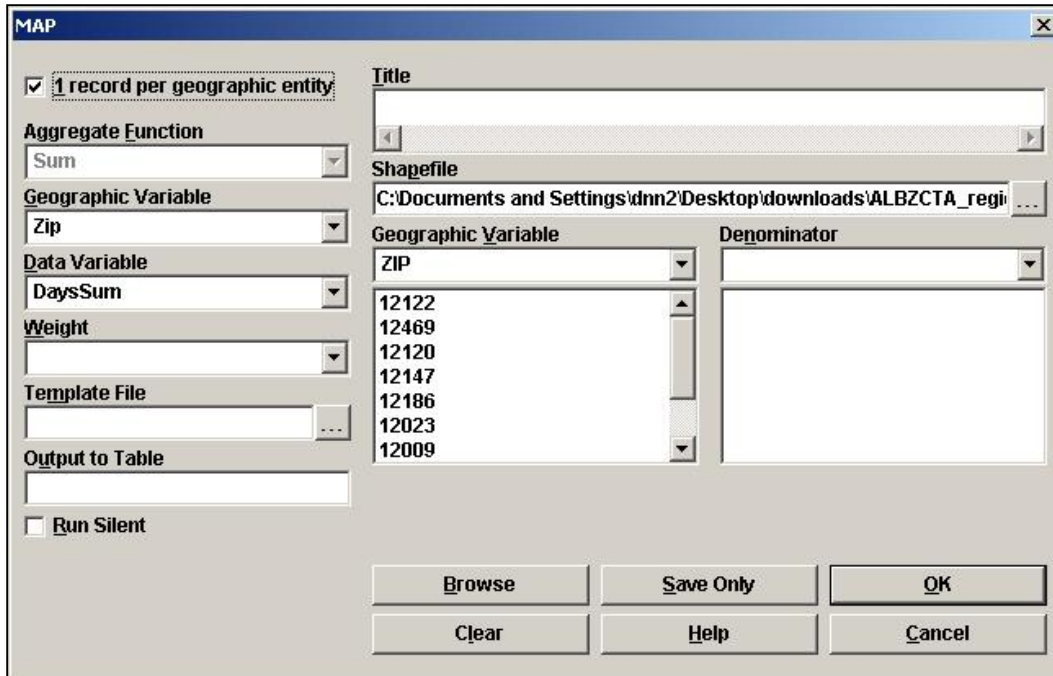 MAP
1 record per geographic entity
Aggregate Function
Sum
Geographic Variable
Zip
Data Variable
DaysSum
Weight
Template File
...
Output to Table
Run Silent
Title
Shapefile
C:\Documents and Settings\dnn2\Desktop\downloads\ALBZCTA_regi
...
Geographic Variable
ZIP
12122
12469
12120
12147
12186
12023
12009
Denominator
Browse
Save Only
OK
Clear
Help
Cancel